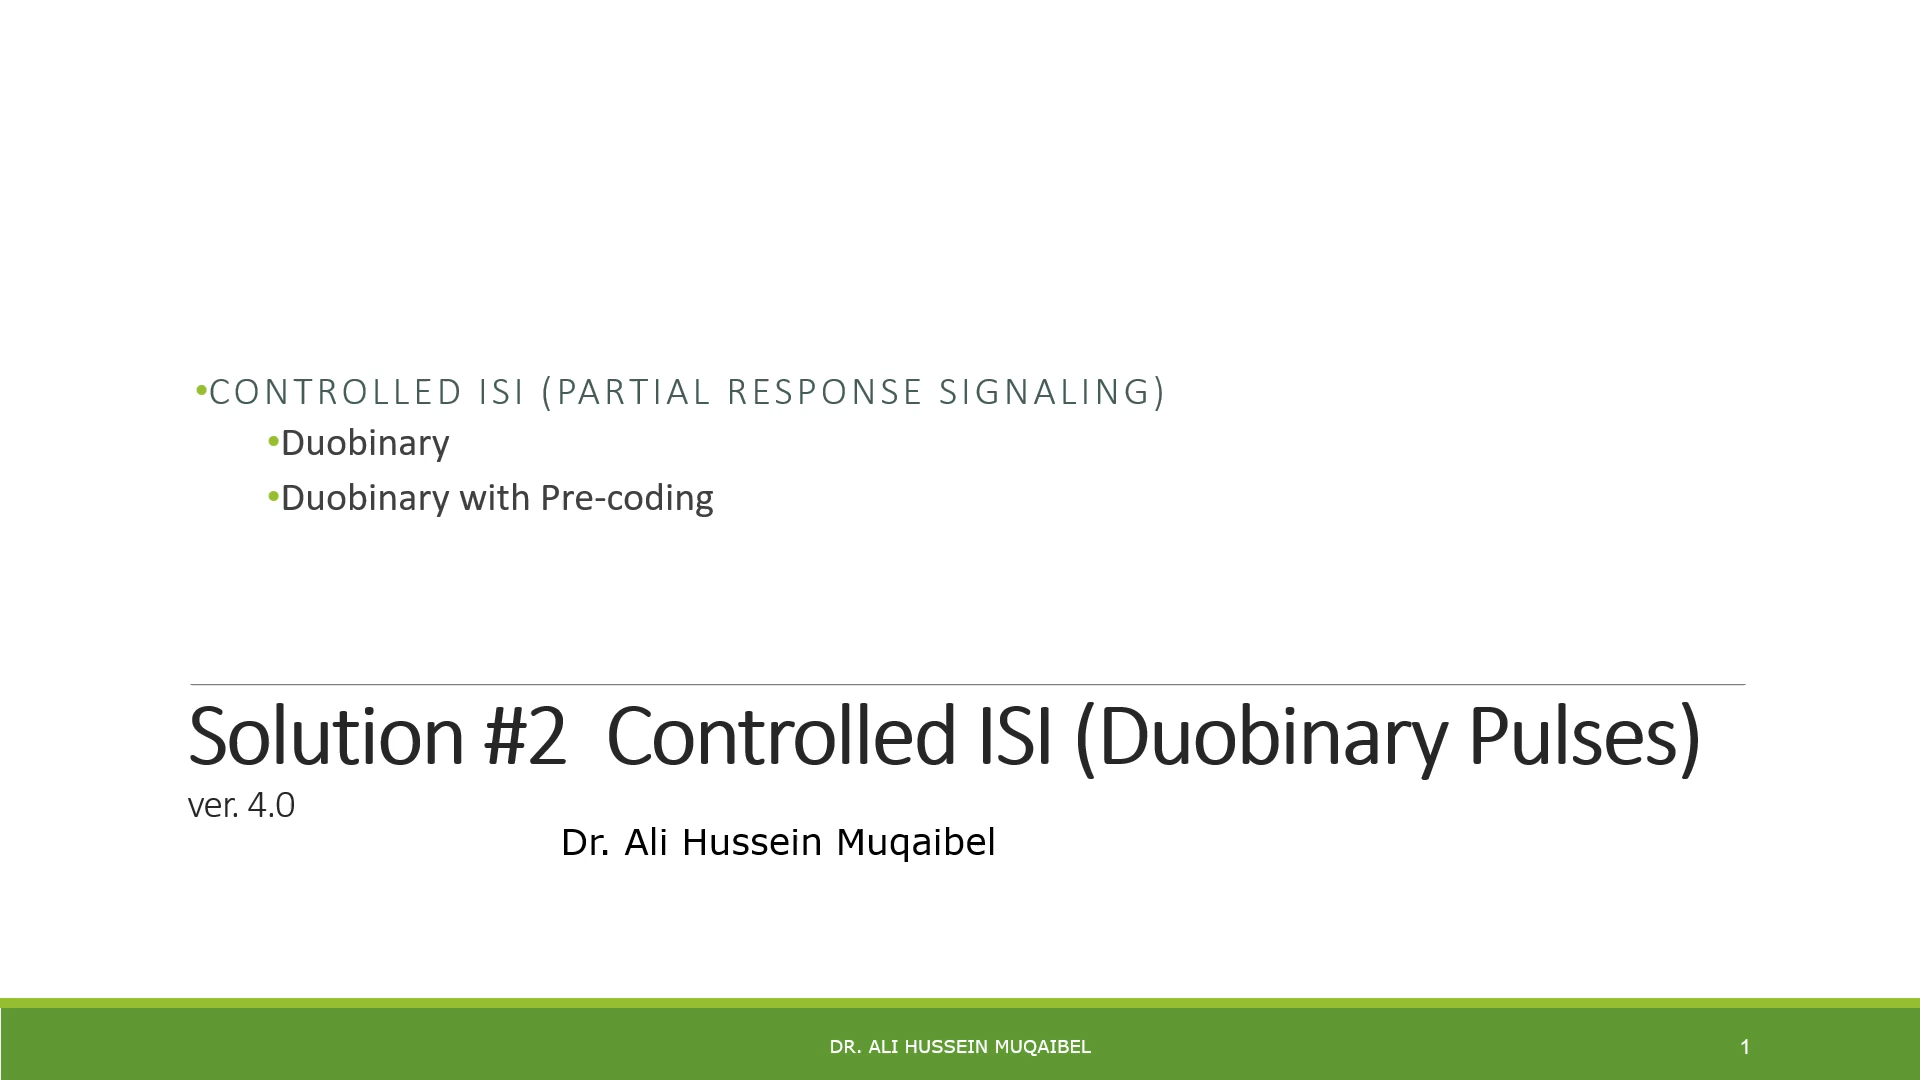 •CONTROLLED ISI (PARTIAL RESPONSE SIGNALING)
•Duobinary
•Duobinary with Pre-coding
Solution #2  Controlled ISI (Duobinary Pulses)
ver. 4.0
Dr. Ali Hussein Muqaibel
DR. ALI HUSSEIN MUQAIBEL
1